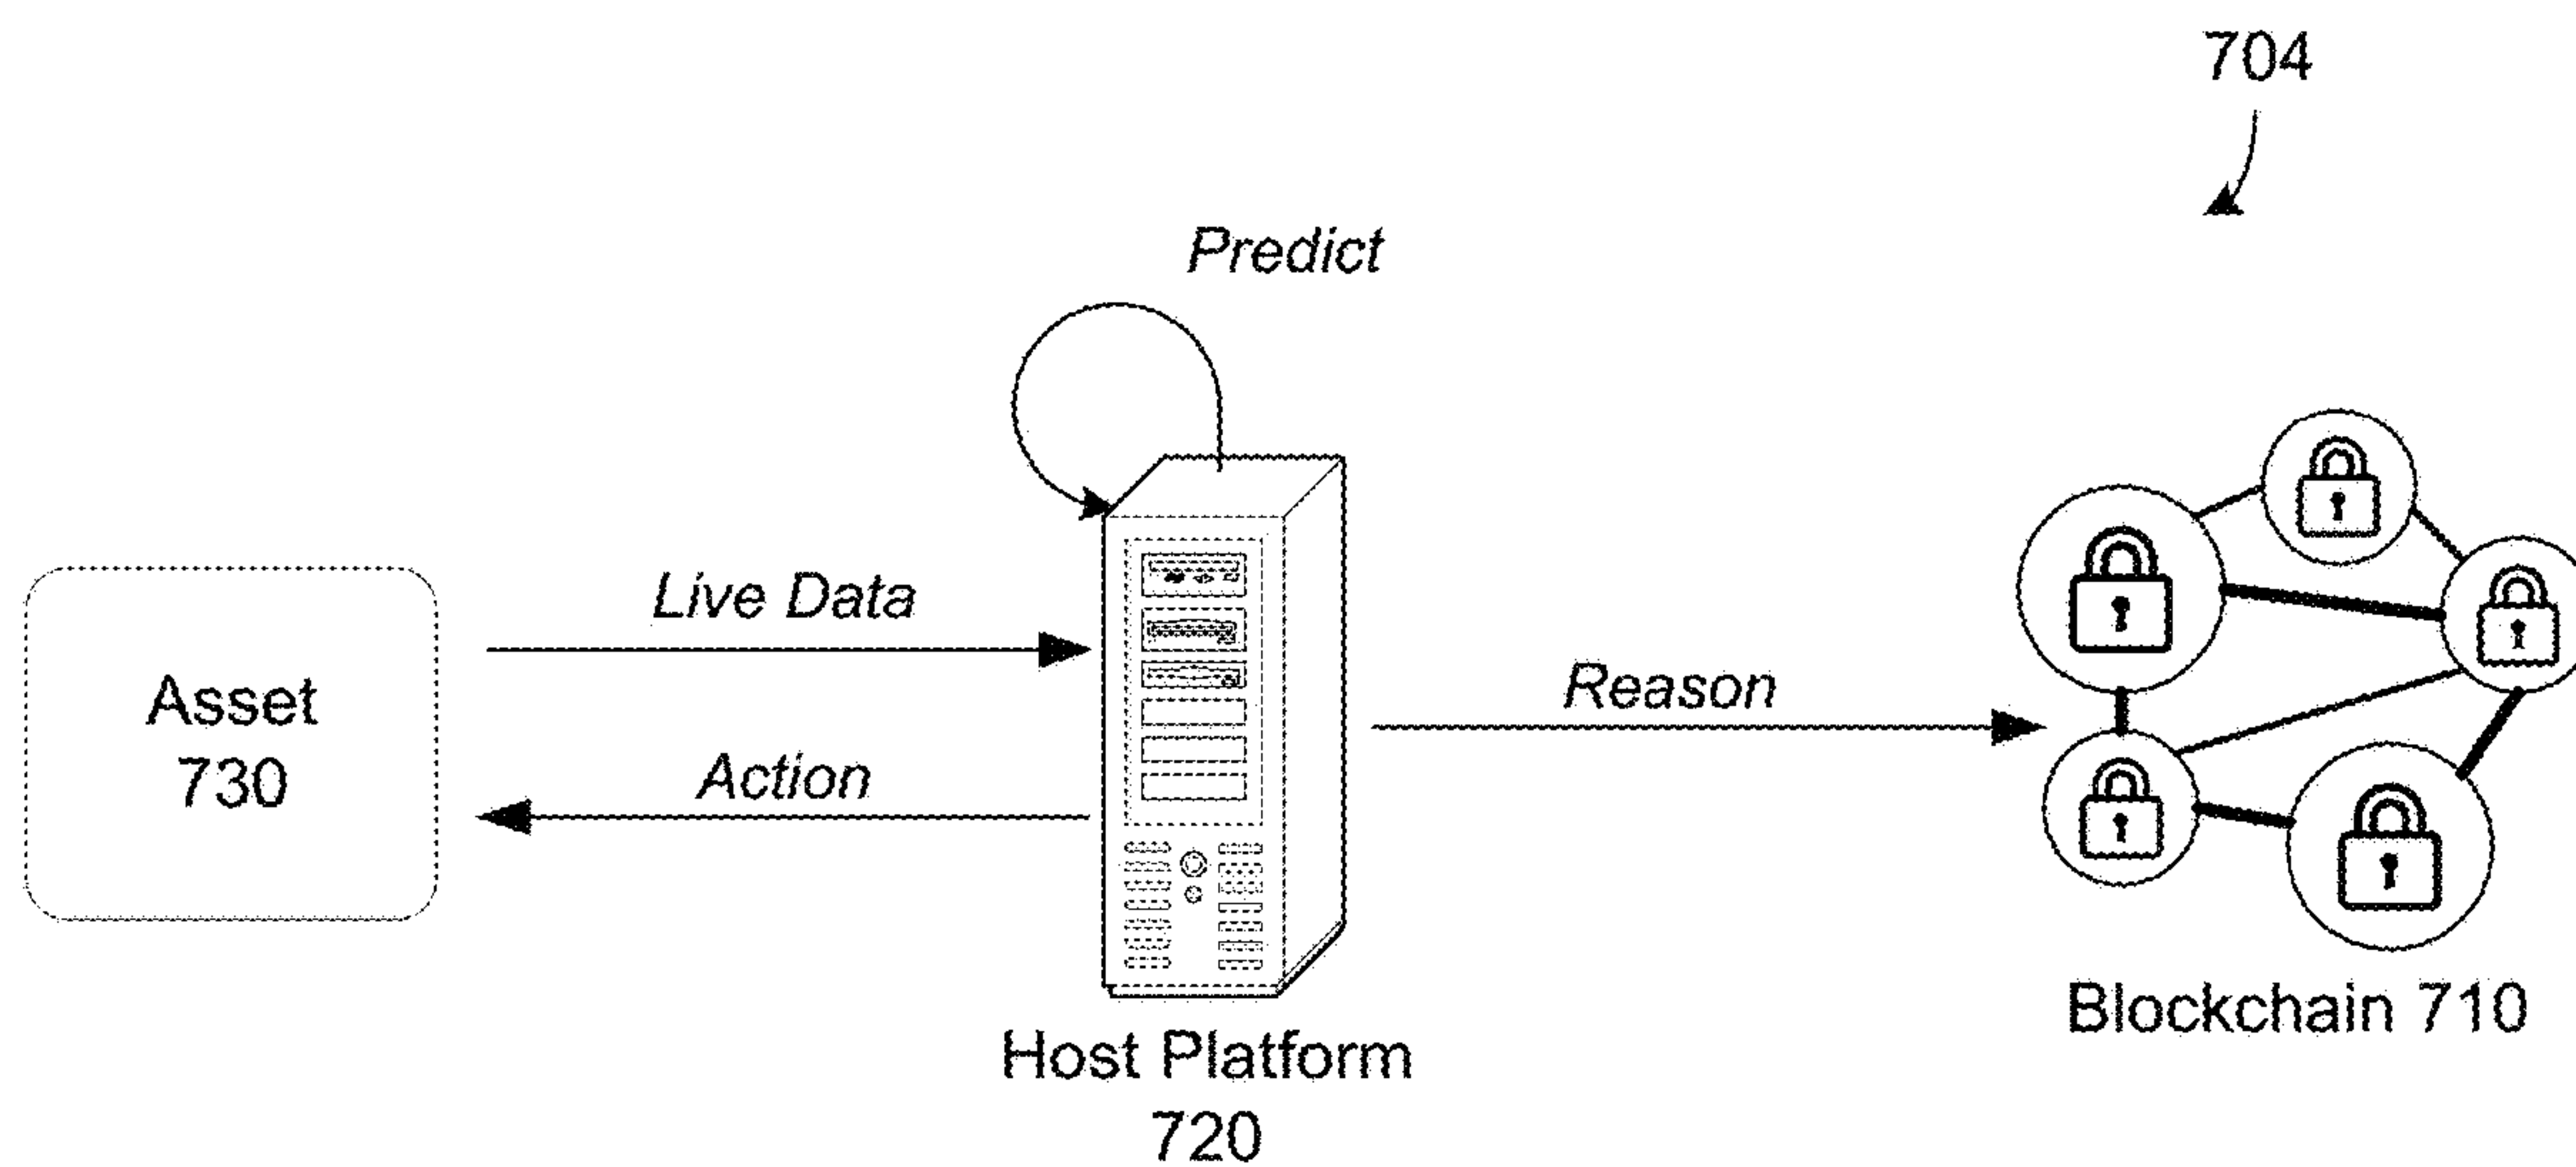 704
Predict
Live Data
Asset
730
Reason
Action
Blockchain 710
Host Platform
720